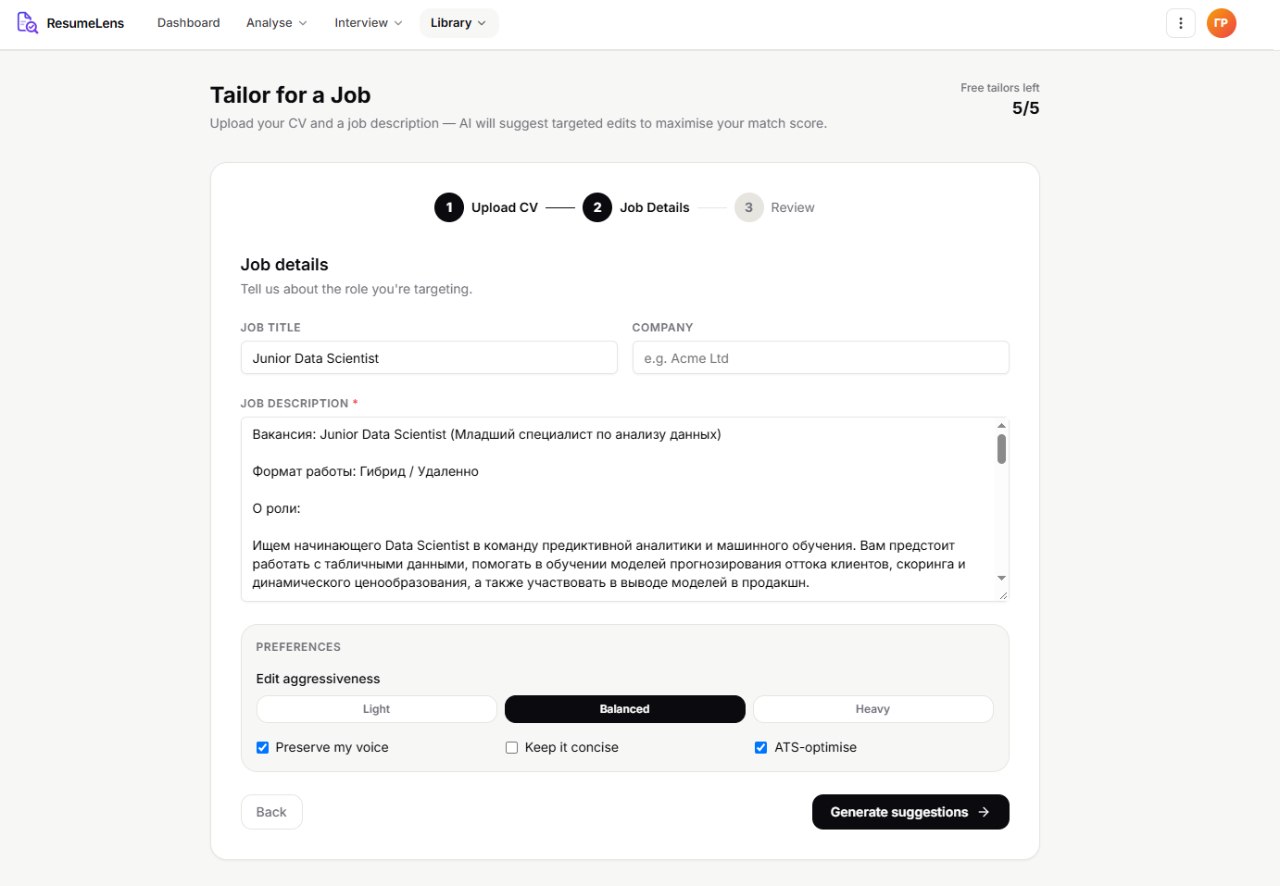 ResumeLens
Dashboard
Analyse
Interview
Library
ГР
Tailor for a Job
Upload your CV and a job description — AI will suggest targeted edits to maximise your match score.
Free tailors left
5/5
1 Upload CV
2 Job Details
3 Review
Job details
Tell us about the role you're targeting.
JOB TITLE
Junior Data Scientist
COMPANY
e.g. Acme Ltd
JOB DESCRIPTION *
Вакансия: Junior Data Scientist (Младший специалист по анализу данных)
Формат работы: Гибрид / Удаленно
О роли:
Ищем начинающего Data Scientist в команду предиктивной аналитики и машинного обучения. Вам предстоит
работать с табличными данными, помогать в обучении моделей прогнозирования оттока клиентов, скоринга и
динамического ценообразования, а также участвовать в выводе моделей в продакшн.
PREFERENCES
Edit aggressiveness
Light
Balanced
Heavy
Preserve my voice
Keep it concise
ATS-optimise
Back
Generate suggestions →